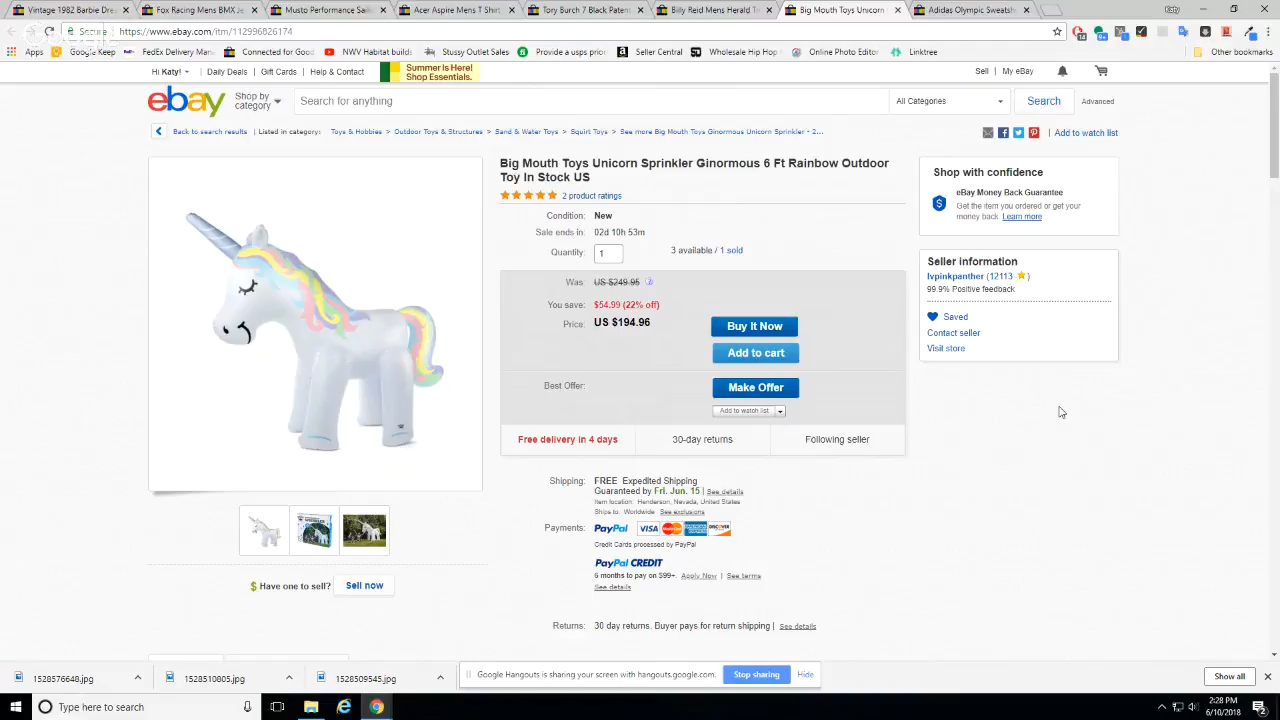 Vintage 1982 Barbie Dres
Fox Racing Mens BMX Je
Musto Performance Sail
Acer Aspire Mens T Shirt
Tory Burch 7 Black Patent
Billy Reid Mens Henley
Big Mouth Toys Unicorn
Adidas Olympic Sweatsh
Secure
https://www.ebay.com/itm/112996826174
Apps
Google Keep
FedEx Delivery Mana
Connected for Good
NWV Habitat build
Stussy Outlet Sales
Provide a usps price
Seller Central
Wholesale Hip Hop
Online Photo Editor
Linktree
Other bookmarks
Hi Katy!
Daily Deals
Gift Cards
Help & Contact
Summer Is Here!
Shop Essentials.
Sell
My eBay
ebay
Shop by
category
Search for anything
All Categories
Search
Advanced
Back to search results
Listed in category:
Toys & Hobbies > Outdoor Toys & Structures > Sand & Water Toys > Squirt Toys > See more Big Mouth Toys Ginormous Unicorn Sprinkler - 2...
Add to watch list
Big Mouth Toys Unicorn Sprinkler Ginormous 6 Ft Rainbow Outdoor
Toy In Stock US
2 product ratings
Condition: New
Sale ends in: 02d 10h 53m
Quantity: 1
3 available / 1 sold
Was: US $249.95
You save: $54.99 (22% off)
Price: US $194.96
Buy It Now
Add to cart
Best Offer:
Make Offer
Add to watch list
Free delivery in 4 days
30-day returns
Following seller
Shipping: FREE Expedited Shipping
Guaranteed by Fri. Jun. 15 | See details
Item location: Henderson, Nevada, United States
Ships to: Worldwide See exclusions
Payments: PayPal VISA MasterCard DISCOVER
Credit Cards processed by PayPal
PayPal CREDIT
6 months to pay on $99+. Apply Now | See terms
See details
Returns: 30 day returns. Buyer pays for return shipping | See details
Shop with confidence
eBay Money Back Guarantee
Get the item you ordered or get your
money back. Learn more
Seller information
lvpinkpanther (12113)
99.9% Positive feedback
Saved
Contact seller
Visit store
$ Have one to sell?
Sell now
1528510848.jpg
1528510805.jpg
1528509545.jpg
Google Hangouts is sharing your screen with hangouts.google.com.
Stop sharing
Hide
Show all
Type here to search
2:28 PM
6/10/2018